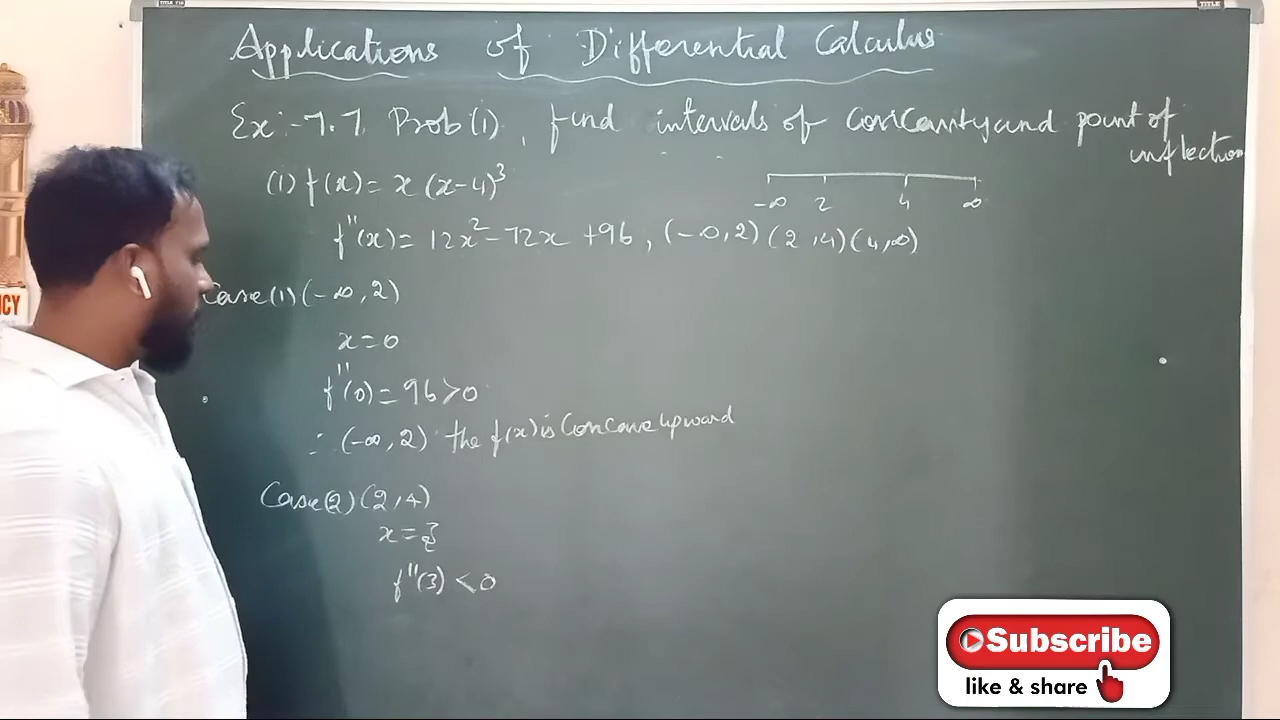 Applications of Differential Calculus
Ex:-7.7 Prob(1), find intervals of concavity and point of
inflection
(1) f(x) = x (x-4)³
-∞ 2 4 ∞
f''(x) = 12x² - 72x + 96, (-∞, 2) (2, 4) (4, ∞)
Case(1) (-∞, 2)
x = 0
f''(0) = 96 > 0
∴ (-∞, 2) the f(x) is Concave upward
Case(2) (2, 4)
x = 3
f''(3) < 0
CY
Subscribe
like & share